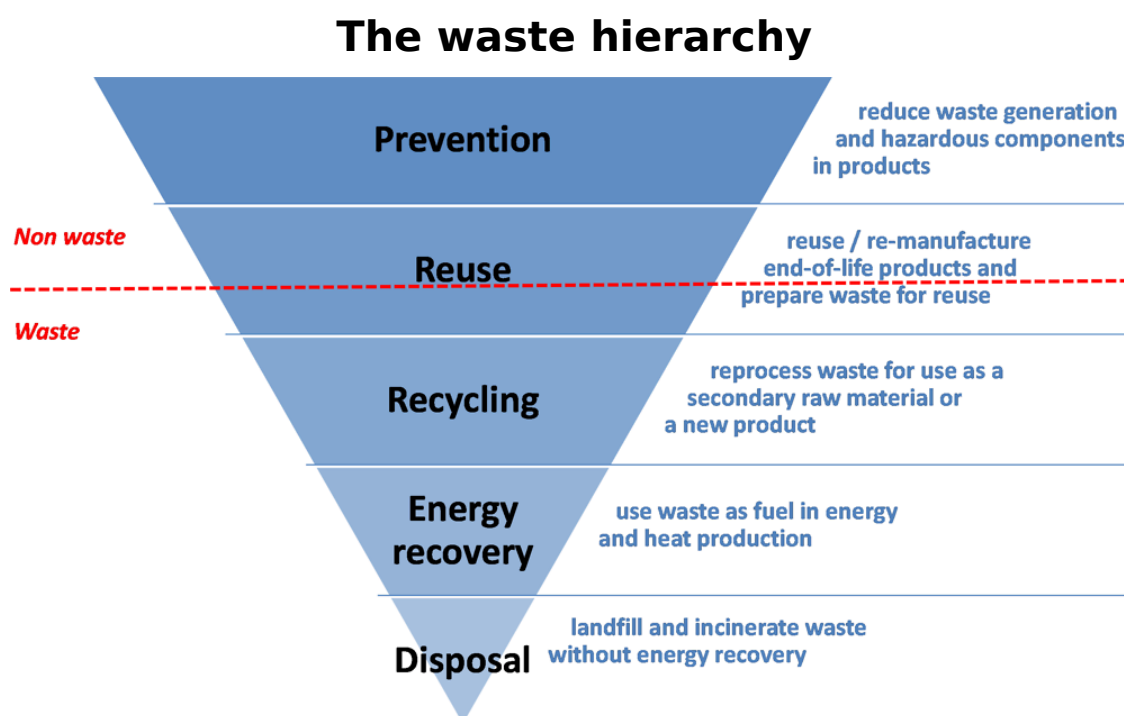 The waste hierarchy
Prevention
reduce waste generation
and hazardous components
in products
Non waste
Reuse
reuse / re-manufacture
end-of-life products and
prepare waste for reuse
Waste
Recycling
reprocess waste for use as a
secondary raw material or
a new product
Energy
recovery
use waste as fuel in energy
and heat production
Disposal
landfill and incinerate waste
without energy recovery